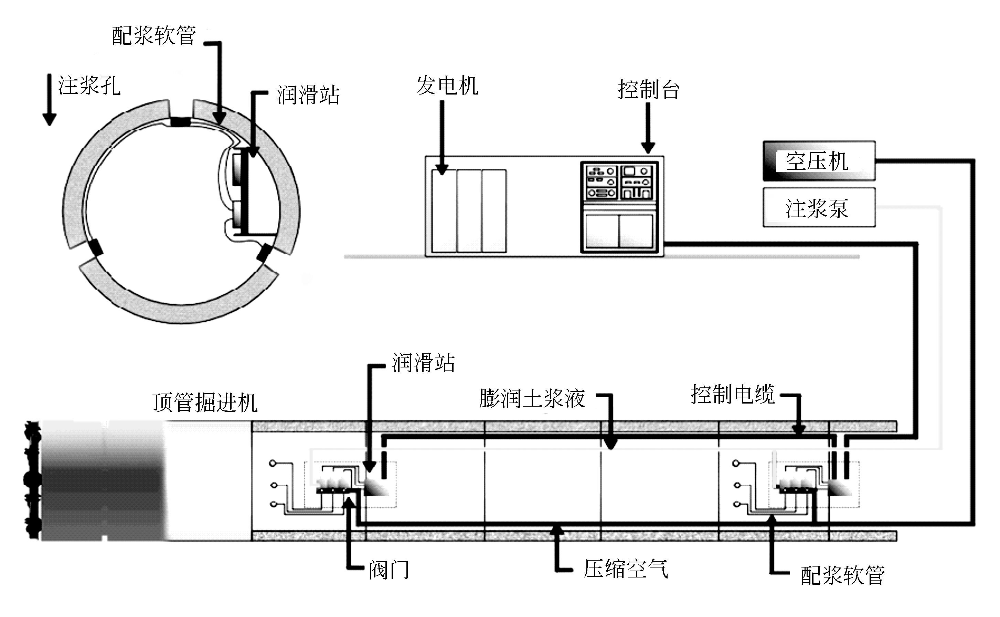 配浆软管
注浆孔
润滑站
发电机
控制台
空压机
注浆泵
润滑站
顶管掘进机
膨润土浆液
控制电缆
阀门
压缩空气
配浆软管